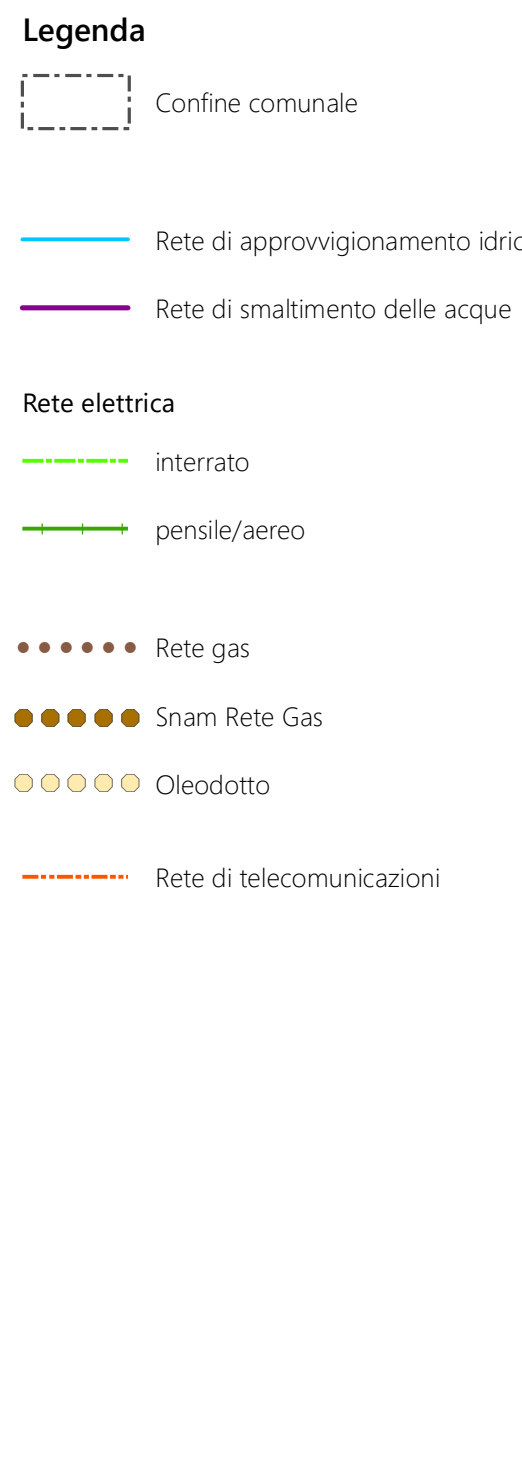 Legenda
Confine comunale
Rete di approvvigionamento
Rete di smaltimento delle acque
Rete elettrica
interrato
pensile/aereo
Rete gas
Snam Rete Gas
Oleodotto
Rete di telecomunicazioni